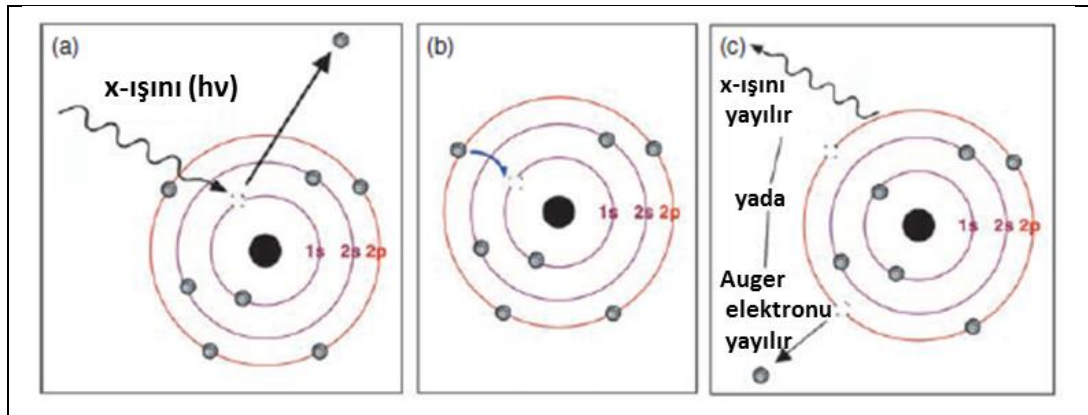 (a)
x-ışını (hν)
1s 2s 2p
(b)
1s 2s 2p
(c)
x-ışını
yayılır
yada
1s 2s 2p
Auger
elektronu
yayılır